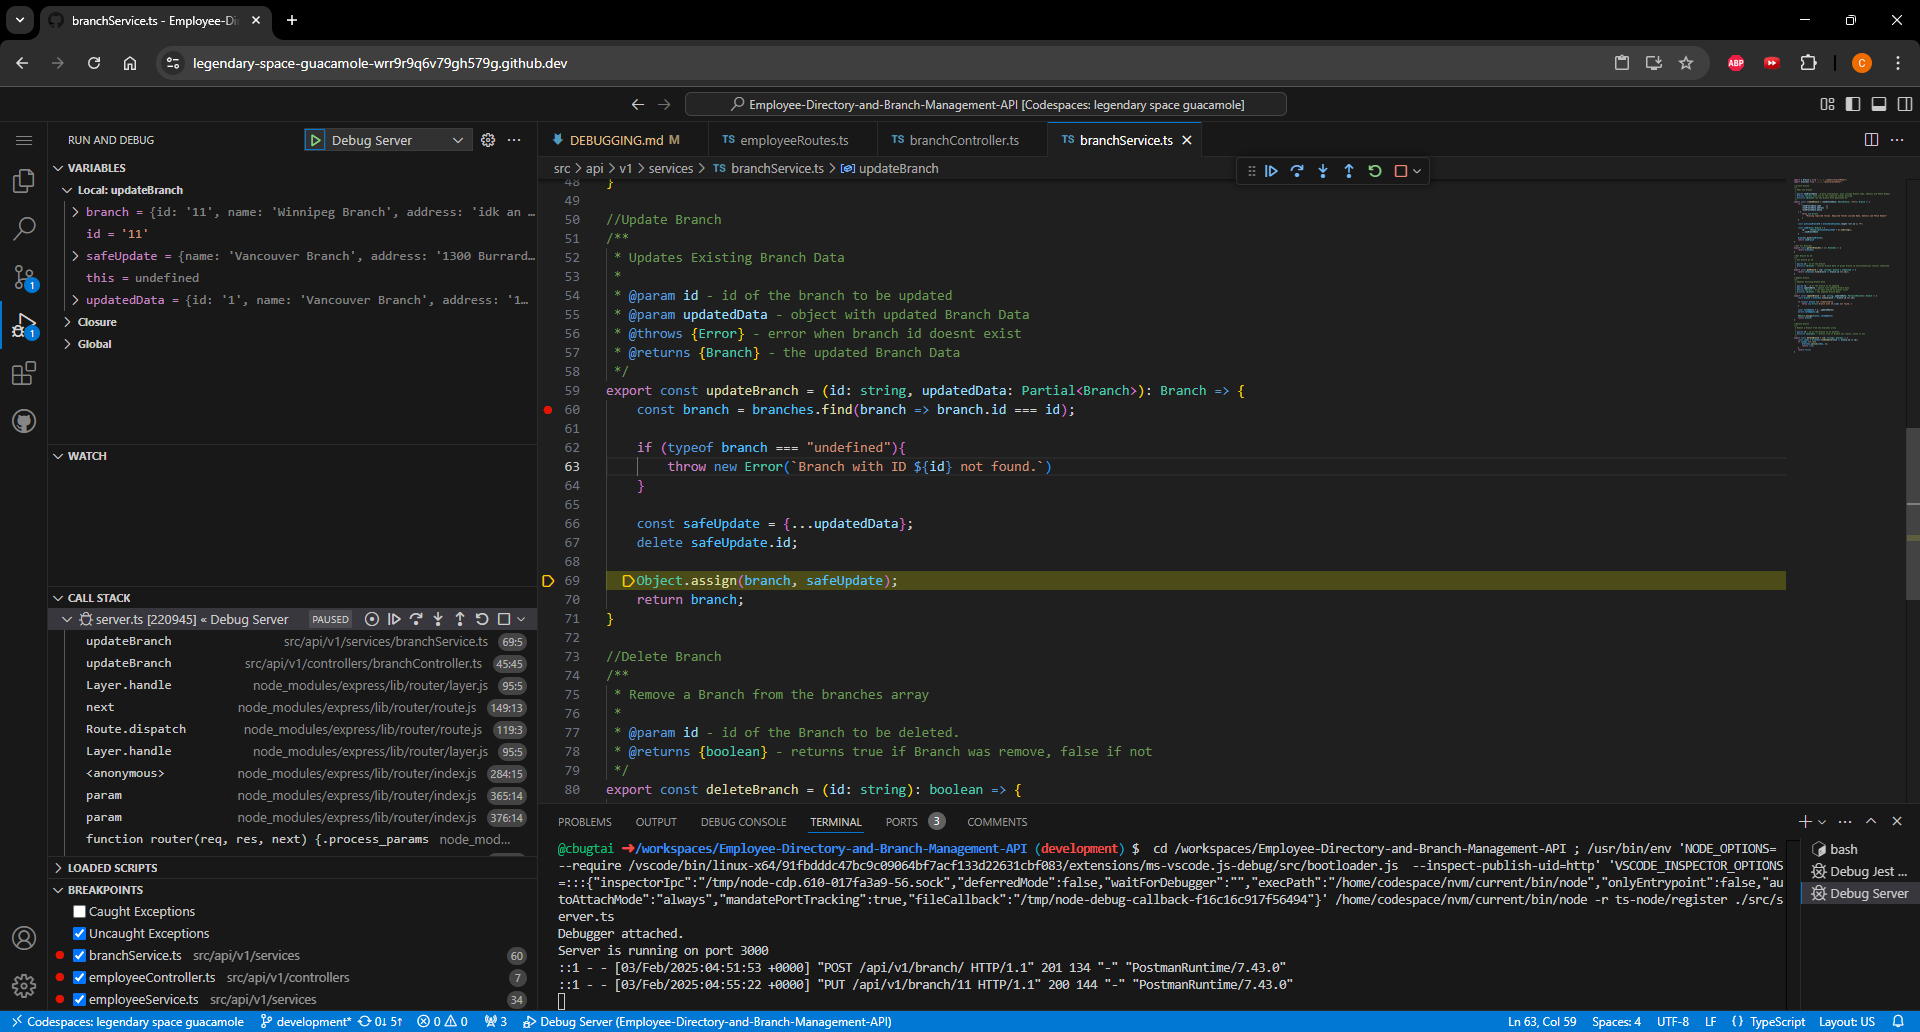 branchService.ts - Employee-Di
legendary-space-guacamole-wrr9r9q6v79gh579g.github.dev
ABP
C
Employee-Directory-and-Branch-Management-API [Codespaces: legendary space guacamole]
RUN AND DEBUG
Debug Server
VARIABLES
Local: updateBranch
branch = {id: '11', name: 'Winnipeg Branch', address: 'idk an …
id = '11'
safeUpdate = {name: 'Vancouver Branch', address: '1300 Burrard…
this = undefined
updatedData = {id: '1', name: 'Vancouver Branch', address: '1…
Closure
Global
WATCH
CALL STACK
server.ts [220945] « Debug Server PAUSED
updateBranch src/api/v1/services/branchService.ts 69:5
updateBranch src/api/v1/controllers/branchController.ts 45:45
Layer.handle node_modules/express/lib/router/layer.js 95:5
next node_modules/express/lib/router/route.js 149:13
Route.dispatch node_modules/express/lib/router/route.js 119:3
Layer.handle node_modules/express/lib/router/layer.js 95:5
<anonymous> node_modules/express/lib/router/index.js 284:15
param node_modules/express/lib/router/index.js 365:14
param node_modules/express/lib/router/index.js 376:14
function router(req, res, next) {.process_params node_mod...
LOADED SCRIPTS
BREAKPOINTS
Caught Exceptions
Uncaught Exceptions
branchService.ts src/api/v1/services 60
employeeController.ts src/api/v1/controllers 7
employeeService.ts src/api/v1/services 34
1
1
DEBUGGING.md M
TS employeeRoutes.ts
TS branchController.ts
TS branchService.ts
src > api > v1 > services > TS branchService.ts > updateBranch
48 }
49
50 //Update Branch
51 /**
52 * Updates Existing Branch Data
53 *
54 * @param id - id of the branch to be updated
55 * @param updatedData - object with updated Branch Data
56 * @throws {Error} - error when branch id doesnt exist
57 * @returns {Branch} - the updated Branch Data
58 */
59 export const updateBranch = (id: string, updatedData: Partial<Branch>): Branch => {
60 const branch = branches.find(branch => branch.id === id);
61
62 if (typeof branch === "undefined"){
63 throw new Error(`Branch with ID ${id} not found.`)
64 }
65
66 const safeUpdate = {...updatedData};
67 delete safeUpdate.id;
68
69 Object.assign(branch, safeUpdate);
70 return branch;
71 }
72
73 //Delete Branch
74 /**
75 * Remove a Branch from the branches array
76 *
77 * @param id - id of the Branch to be deleted.
78 * @returns {boolean} - returns true if Branch was remove, false if not
79 */
80 export const deleteBranch = (id: string): boolean => {
PROBLEMS OUTPUT DEBUG CONSOLE TERMINAL PORTS 3 COMMENTS
@cbugtai ➜/workspaces/Employee-Directory-and-Branch-Management-API (development) $ cd /workspaces/Employee-Directory-and-Branch-Management-API ; /usr/bin/env 'NODE_OPTIONS=
--require /vscode/bin/linux-x64/91fbdddc47bc9c09064bf7acf133d22631cbf083/extensions/ms-vscode.js-debug/src/bootloader.js --inspect-publish-uid=http' 'VSCODE_INSPECTOR_OPTIONS
=:::{"inspectorIpc":"/tmp/node-cdp.610-017fa3a9-56.sock","deferredMode":false,"waitForDebugger":"","execPath":"/home/codespace/nvm/current/bin/node","onlyEntrypoint":false,"au
toAttachMode":"always","mandatePortTracking":true,"fileCallback":"/tmp/node-debug-callback-f16c16c917f56494"}' /home/codespace/nvm/current/bin/node -r ts-node/register ./src/s
erver.ts
Debugger attached.
Server is running on port 3000
::1 - - [03/Feb/2025:04:51:53 +0000] "POST /api/v1/branch/ HTTP/1.1" 201 134 "-" "PostmanRuntime/7.43.0"
::1 - - [03/Feb/2025:04:55:22 +0000] "PUT /api/v1/branch/11 HTTP/1.1" 200 144 "-" "PostmanRuntime/7.43.0"
bash
Debug Jest ...
Debug Server
Codespaces: legendary space guacamole development* 0↓ 5↑ 0 0 3 Debug Server (Employee-Directory-and-Branch-Management-API)
Ln 63, Col 59 Spaces: 4 UTF-8 LF {} TypeScript Layout: US